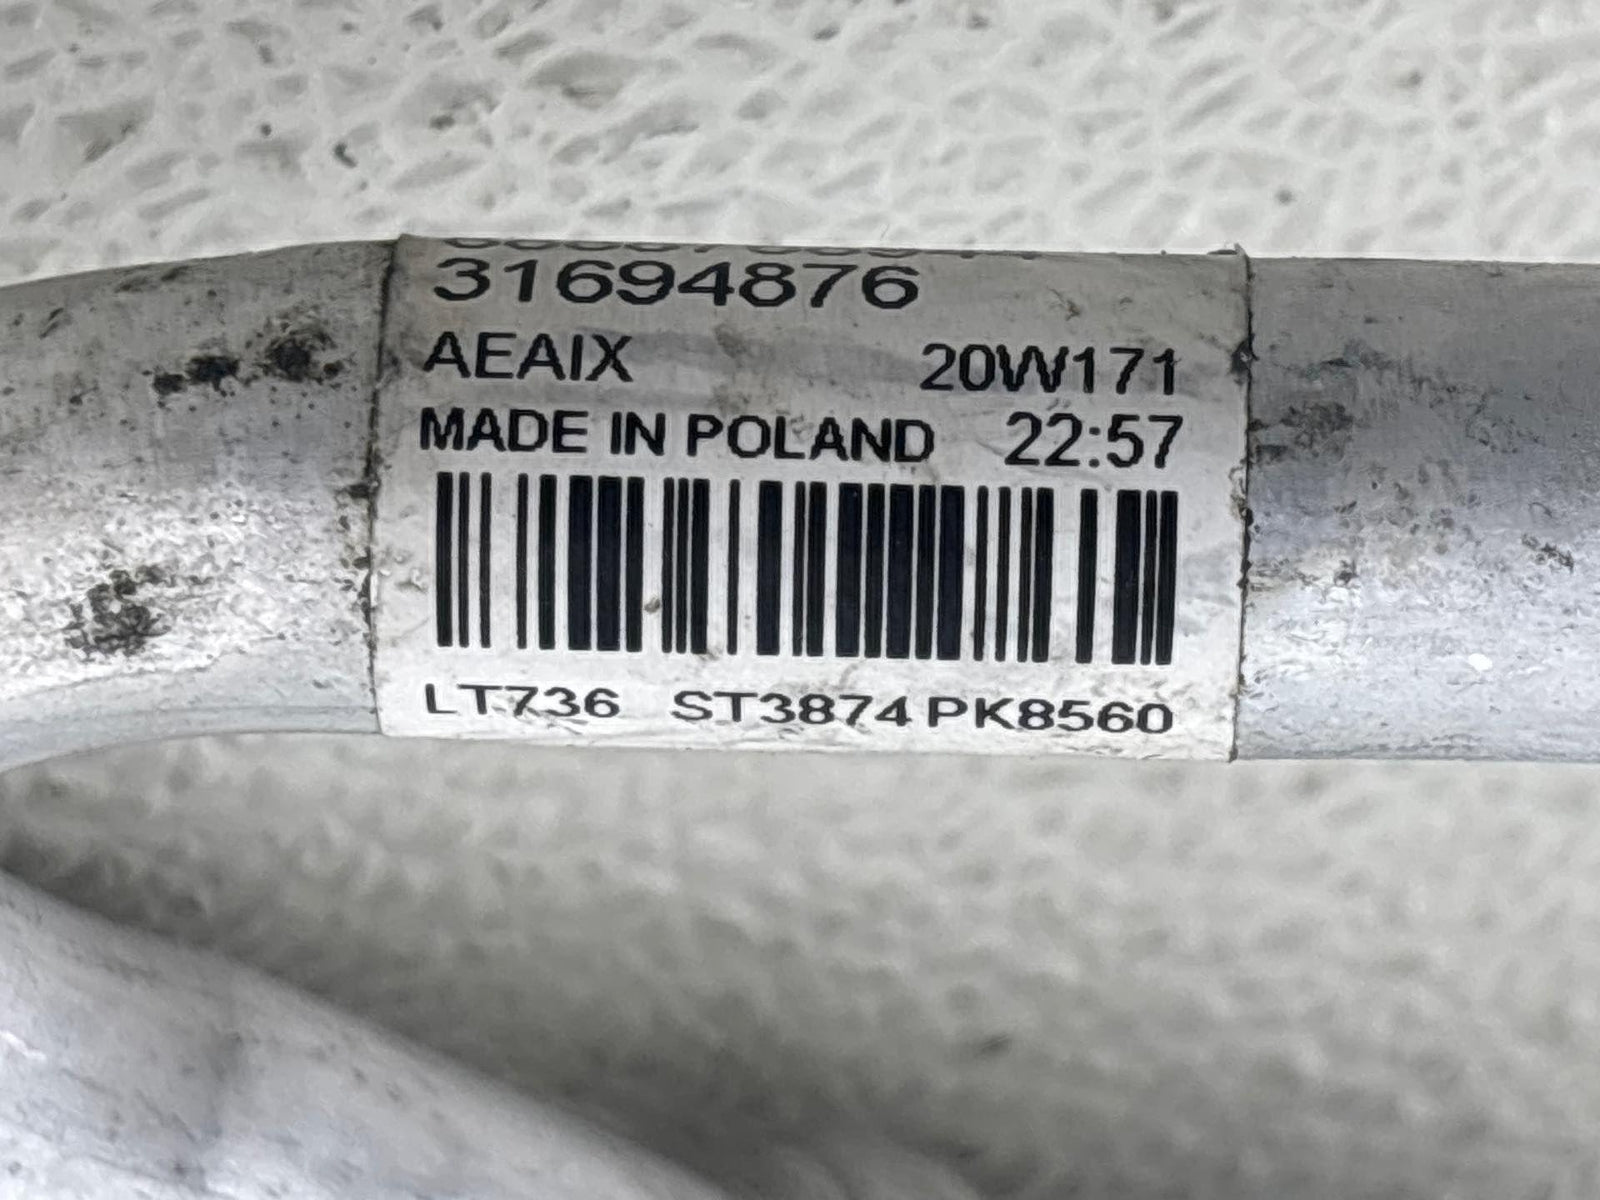 31694876
AEAIX 20W171
MADE IN POLAND 22:57
LT736 ST3874 PK8560